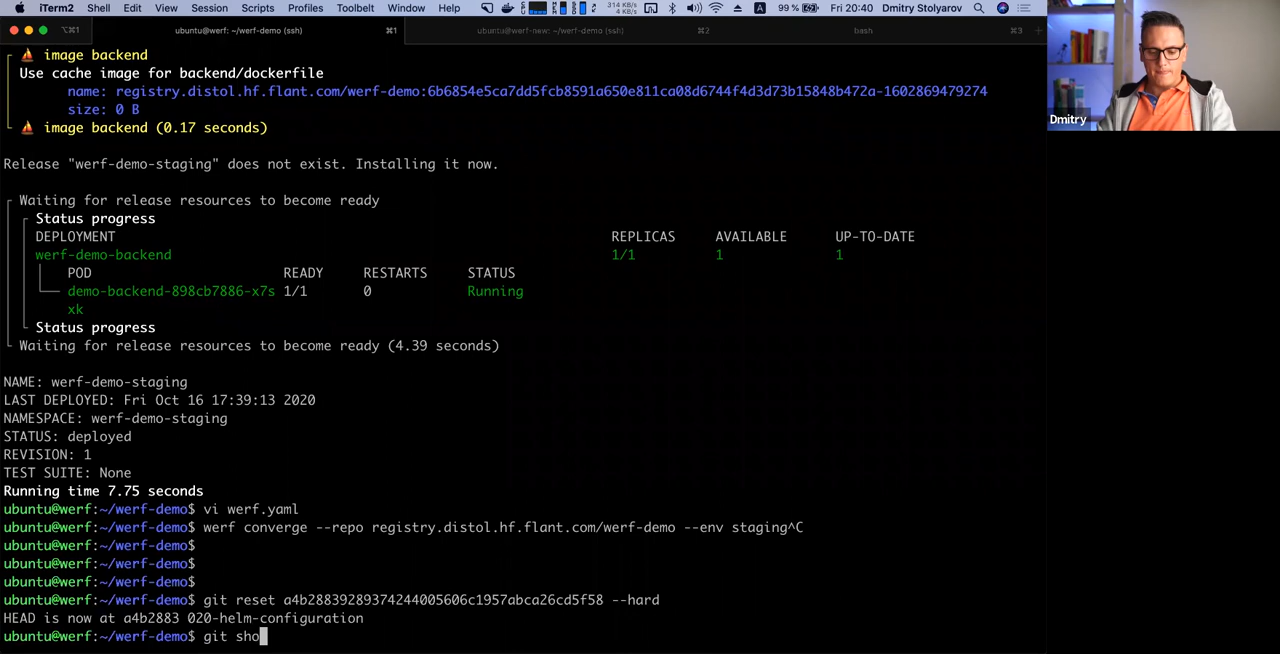 iTerm2 Shell Edit View Session Scripts Profiles Toolbelt Window Help 314 KB/s 4 KB/s A 99 % Fri 20:40 Dmitry Stolyarov
⌥⌘1 ubuntu@werf: ~/werf-demo (ssh) ⌘1 ubuntu@werf-new: ~/werf-demo (ssh) ⌘2 bash ⌘3 +
image backend
Use cache image for backend/dockerfile
name: registry.distol.hf.flant.com/werf-demo:6b6854e5ca7dd5fcb8591a650e811ca08d6744f4d3d73b15848b472a-1602869479274
size: 0 B
image backend (0.17 seconds)
Dmitry
Release "werf-demo-staging" does not exist. Installing it now.
Waiting for release resources to become ready
Status progress
DEPLOYMENT REPLICAS AVAILABLE UP-TO-DATE
werf-demo-backend 1/1 1 1
POD READY RESTARTS STATUS
demo-backend-898cb7886-x7s 1/1 0 Running
xk
Status progress
Waiting for release resources to become ready (4.39 seconds)
NAME: werf-demo-staging
LAST DEPLOYED: Fri Oct 16 17:39:13 2020
NAMESPACE: werf-demo-staging
STATUS: deployed
REVISION: 1
TEST SUITE: None
Running time 7.75 seconds
ubuntu@werf:~/werf-demo$ vi werf.yaml
ubuntu@werf:~/werf-demo$ werf converge --repo registry.distol.hf.flant.com/werf-demo --env staging^C
ubuntu@werf:~/werf-demo$
ubuntu@werf:~/werf-demo$
ubuntu@werf:~/werf-demo$
ubuntu@werf:~/werf-demo$ git reset a4b28839289374244005606c1957abca26cd5f58 --hard
HEAD is now at a4b2883 020-helm-configuration
ubuntu@werf:~/werf-demo$ git sho